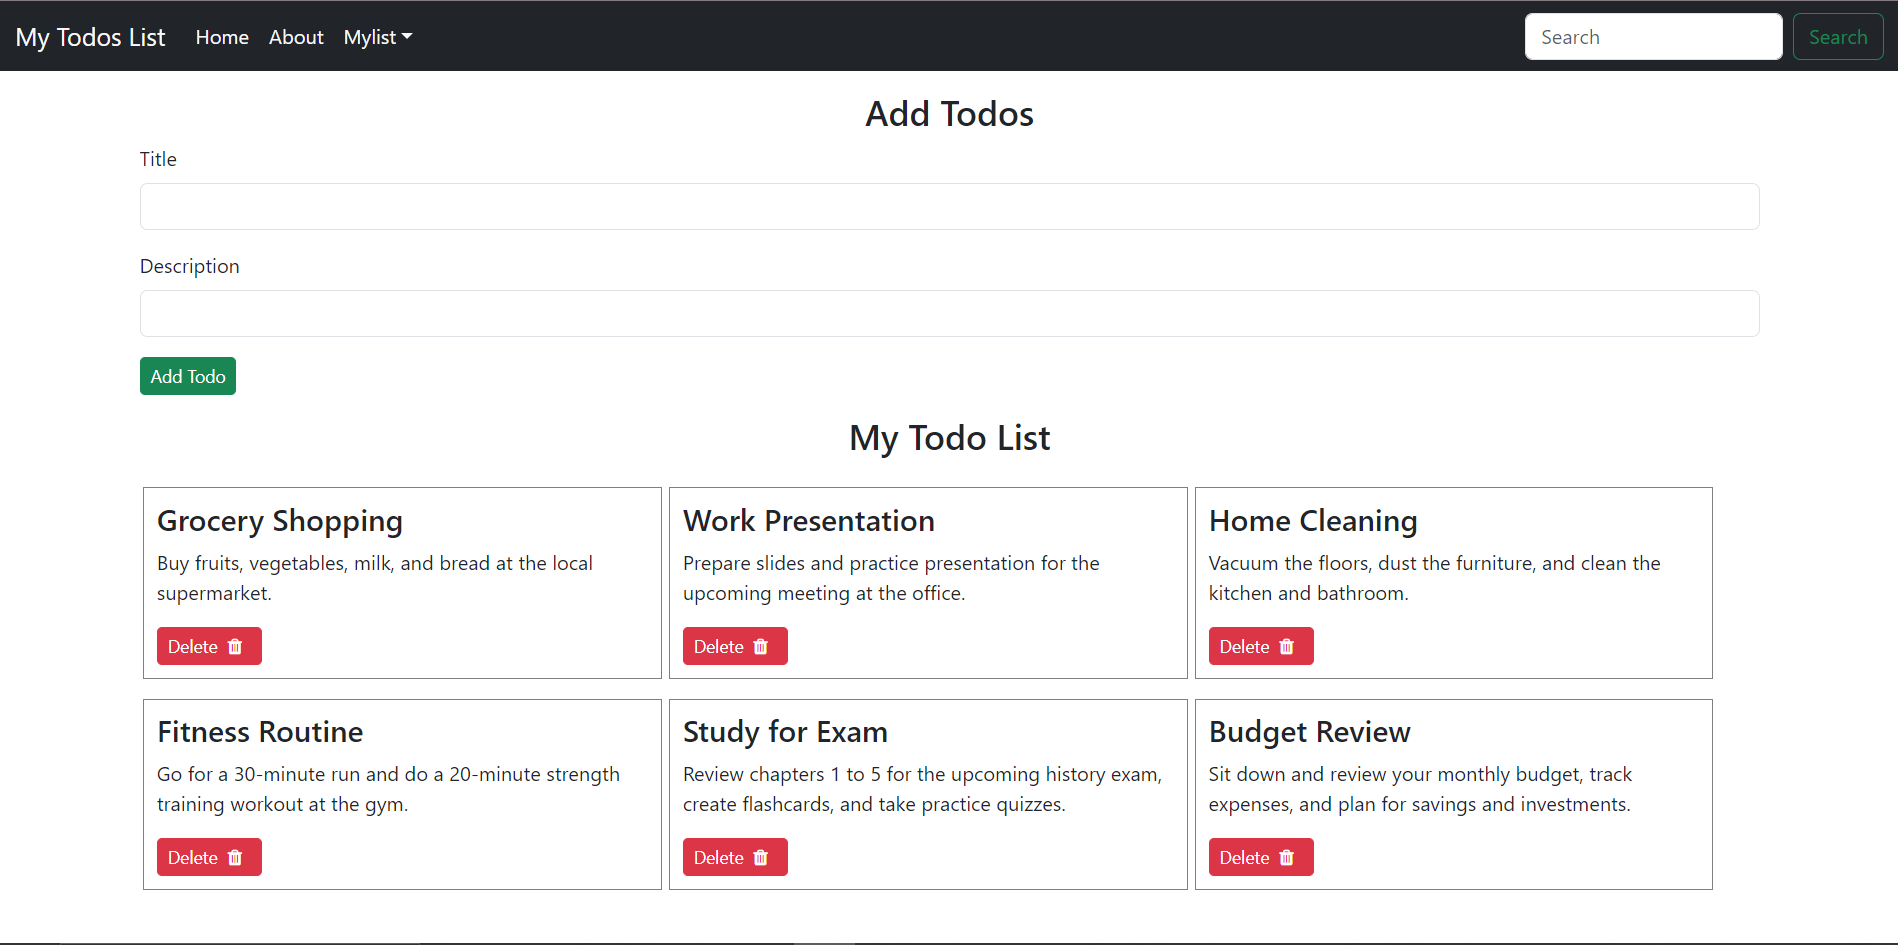 My Todos List Home About Mylist Search Search
Add Todos
Title
Description
Add Todo
My Todo List
Grocery Shopping
Buy fruits, vegetables, milk, and bread at the local
supermarket.
Delete
Work Presentation
Prepare slides and practice presentation for the
upcoming meeting at the office.
Delete
Home Cleaning
Vacuum the floors, dust the furniture, and clean the
kitchen and bathroom.
Delete
Fitness Routine
Go for a 30-minute run and do a 20-minute strength
training workout at the gym.
Delete
Study for Exam
Review chapters 1 to 5 for the upcoming history exam,
create flashcards, and take practice quizzes.
Delete
Budget Review
Sit down and review your monthly budget, track
expenses, and plan for savings and investments.
Delete